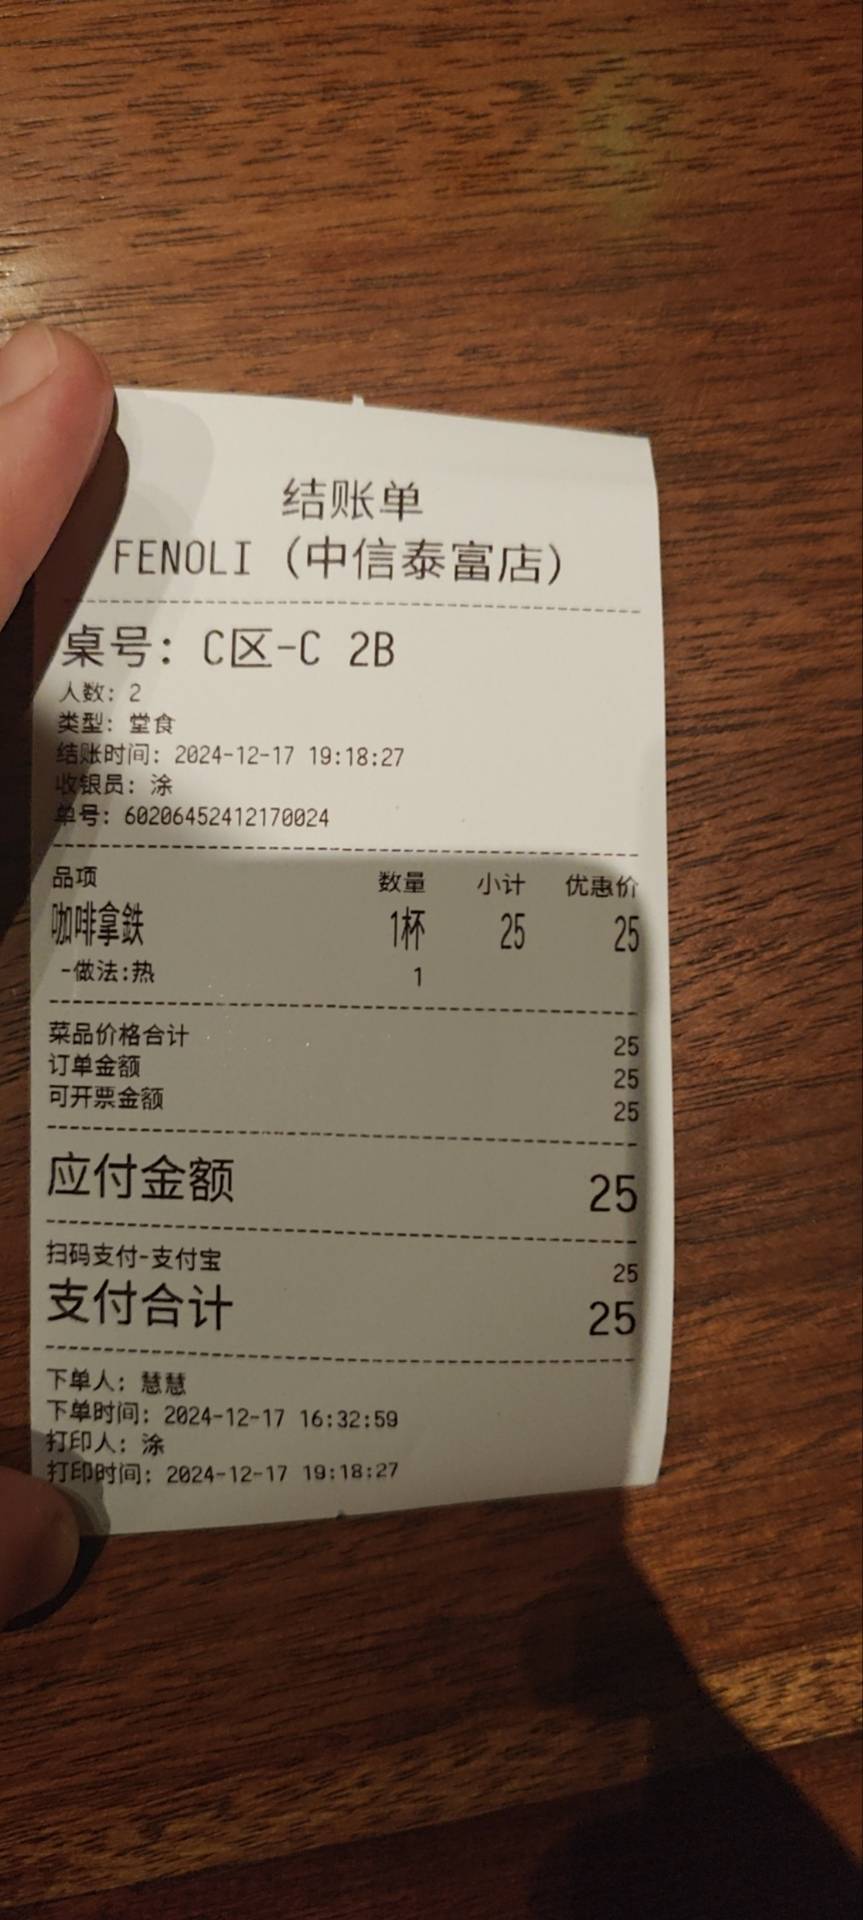 结账单
FENOLI (中信泰富店)
桌号: C区-C 2B
人数: 2
类型: 堂食
结账时间: 2024-12-17 19:18:27
收银员: 涂
单号: 60206452412170024
品项 数量 小计 优惠价
咖啡拿鉄 1杯 25 25
-做法:热 1
菜品价格合计 25
订单金额 25
可开票金额 25
应付金额 25
扫码支付-支付宝 25
支付合计 25
下单人: 慧慧
下单时间: 2024-12-17 16:32:59
打印人: 涂
打印时间: 2024-12-17 19:18:27